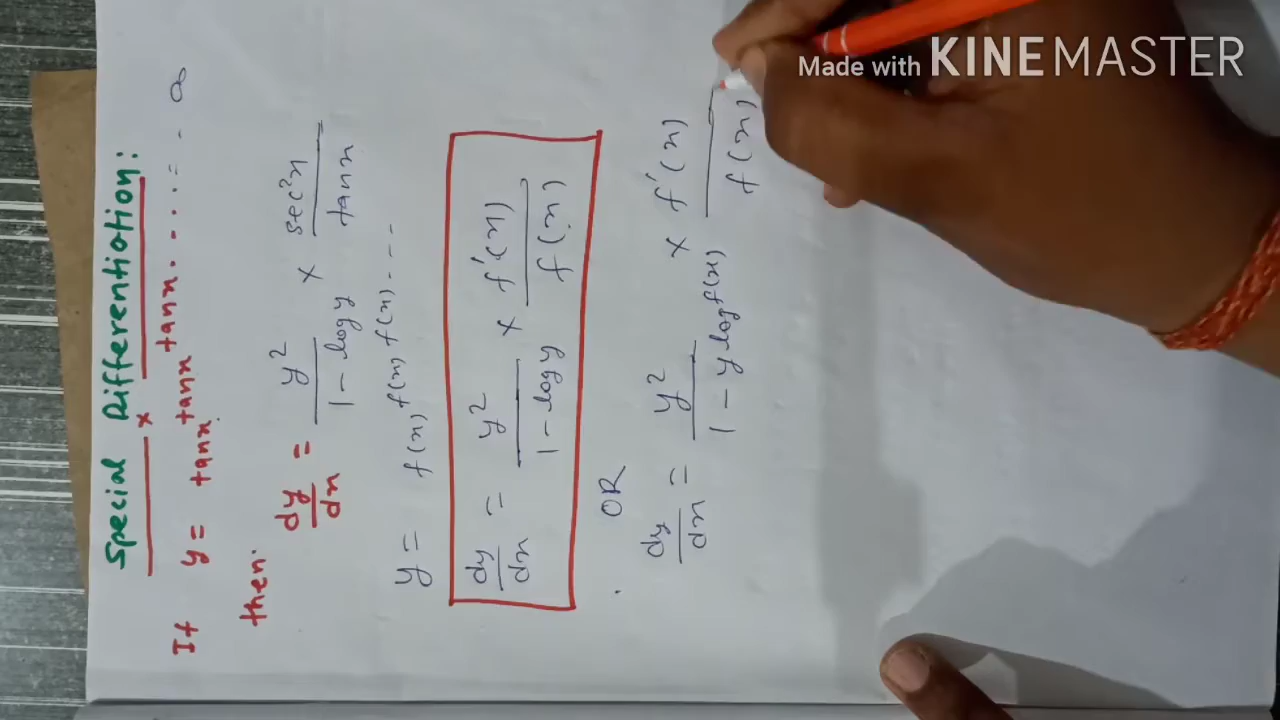 Special Differentiation:
If y = tanx^tanx^tanx.....∞
then
dy/dx = y²/(1 - log y) × sec²x/tanx
y = f(x)^f(x)^f(x)...
dy/dx = y²/(1 - log y) × f'(x)/f(x)
OR
dy/dx = y²/(1 - y log f(x)) × f'(x)/f(x)
Made with KINEMASTER